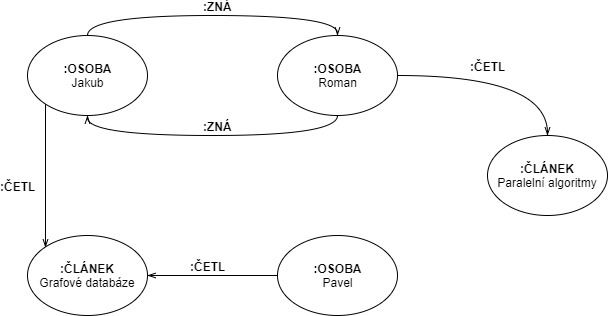 :ZNÁ
:OSOBA
Jakub
:OSOBA
Roman
:ČETL
:ZNÁ
:ČLÁNEK
Paralelní algoritmy
:ČETL
:ČLÁNEK
Grafové databáze
:ČETL
:OSOBA
Pavel